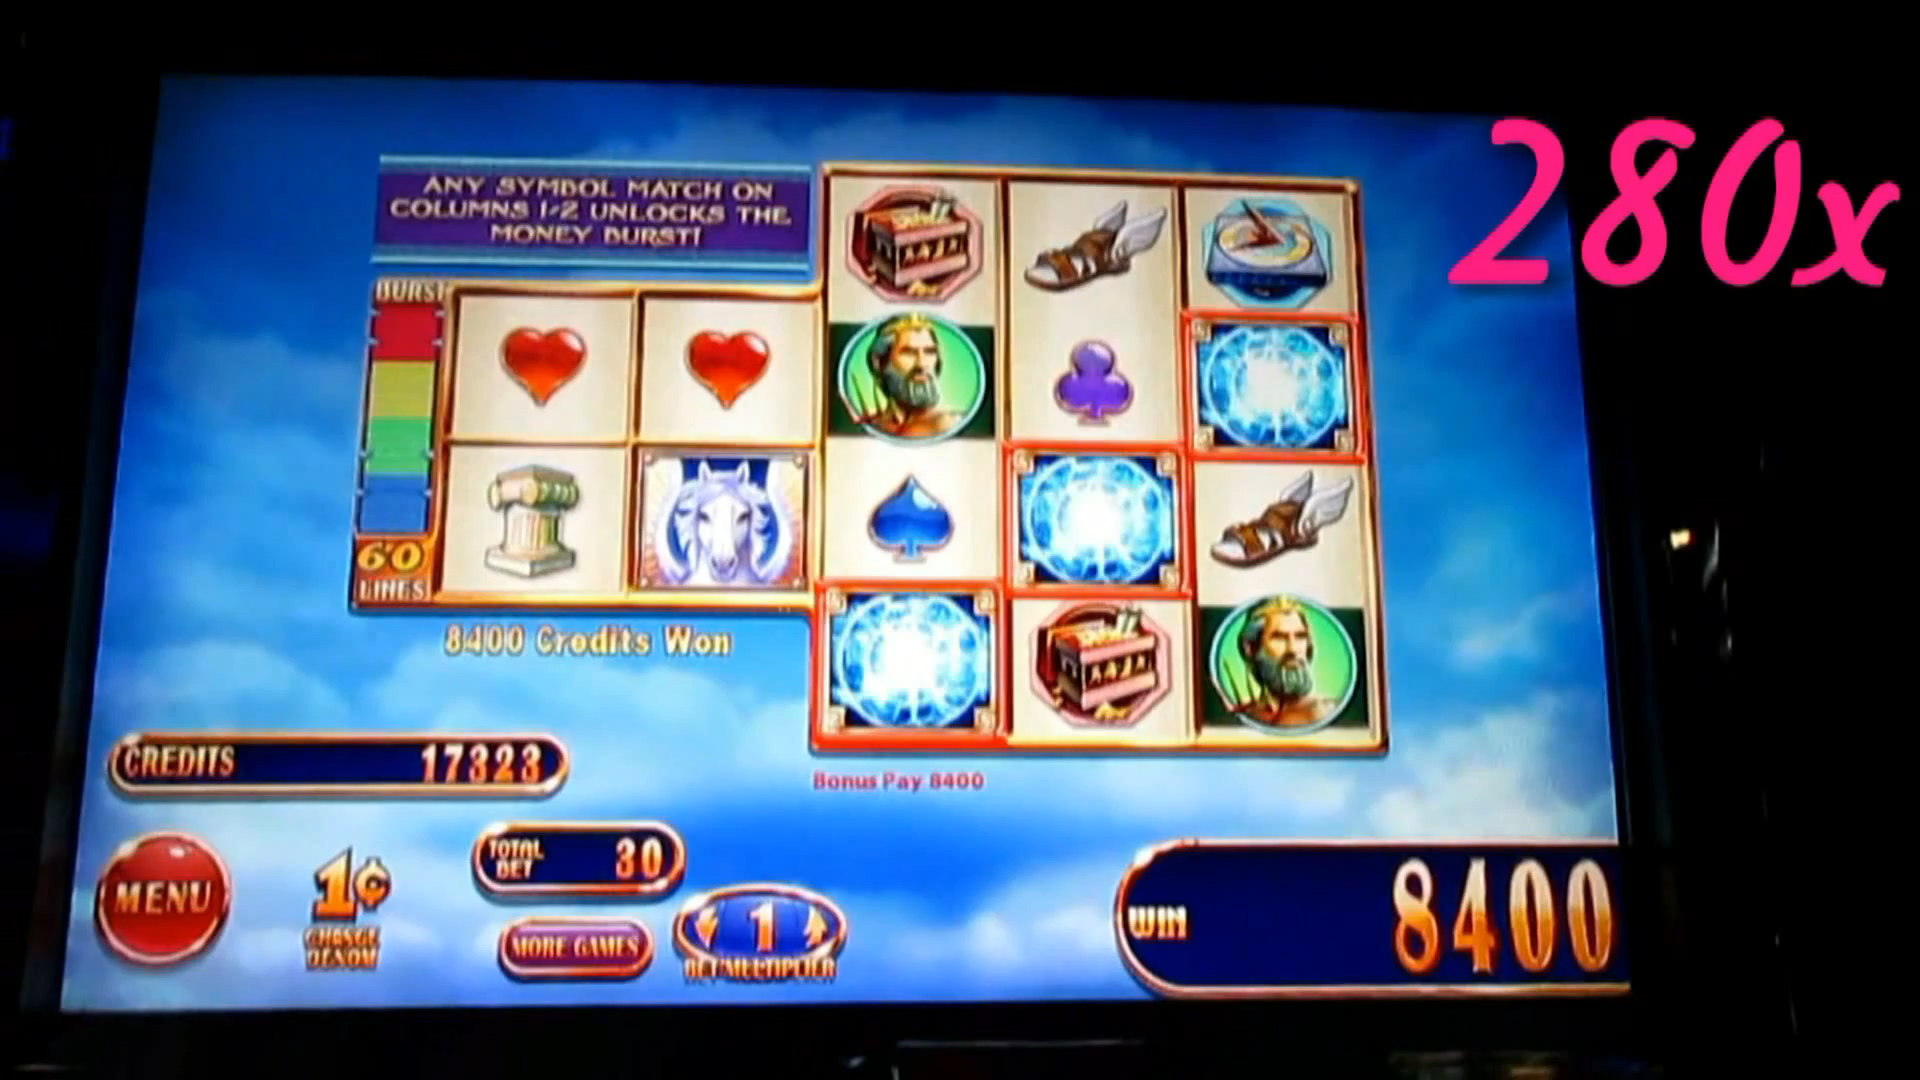 280x
ANY SYMBOL MATCH ON
COLUMNS 1-2 UNLOCKS THE
MONEY BURST!
BURST
60
LINES
8400 Credits Won
CREDITS 17323
Bonus Pay 8400
MENU
1¢
CHANGE
DENOM
TOTAL
BET
30
MORE GAMES
1
BET MULTIPLIER
WIN 8400